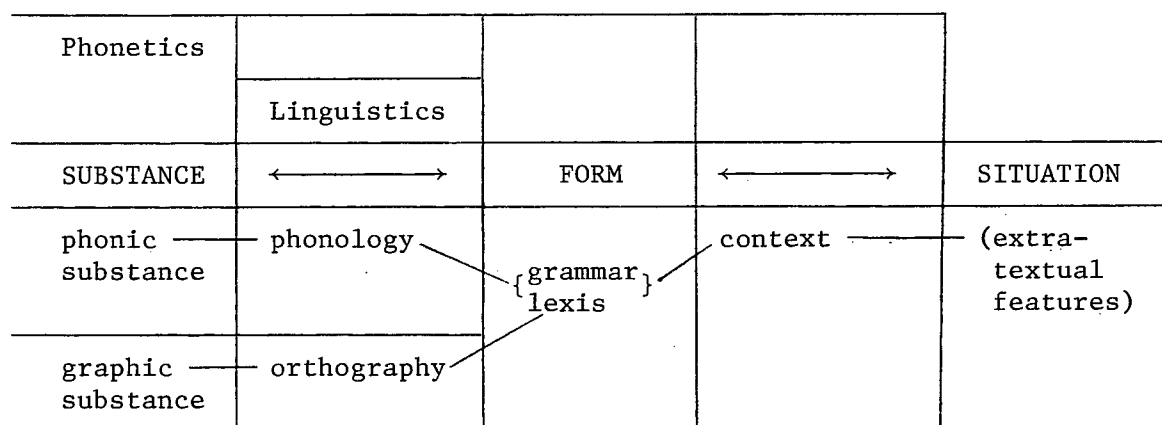 Phonetics
Linguistics
SUBSTANCE ←→ FORM ←→ SITUATION
phonic substance phonology {grammar lexis} context (extra-textual features)
graphic substance orthography